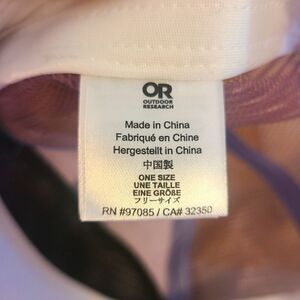 OR
OUTDOOR
RESEARCH
Made in China
Fabriqué en Chine
Hergestellt in China
中国製
ONE SIZE
UNE TAILLE
EINE GRÖBE
フリーサイズ
RN #97085 / CA# 32350